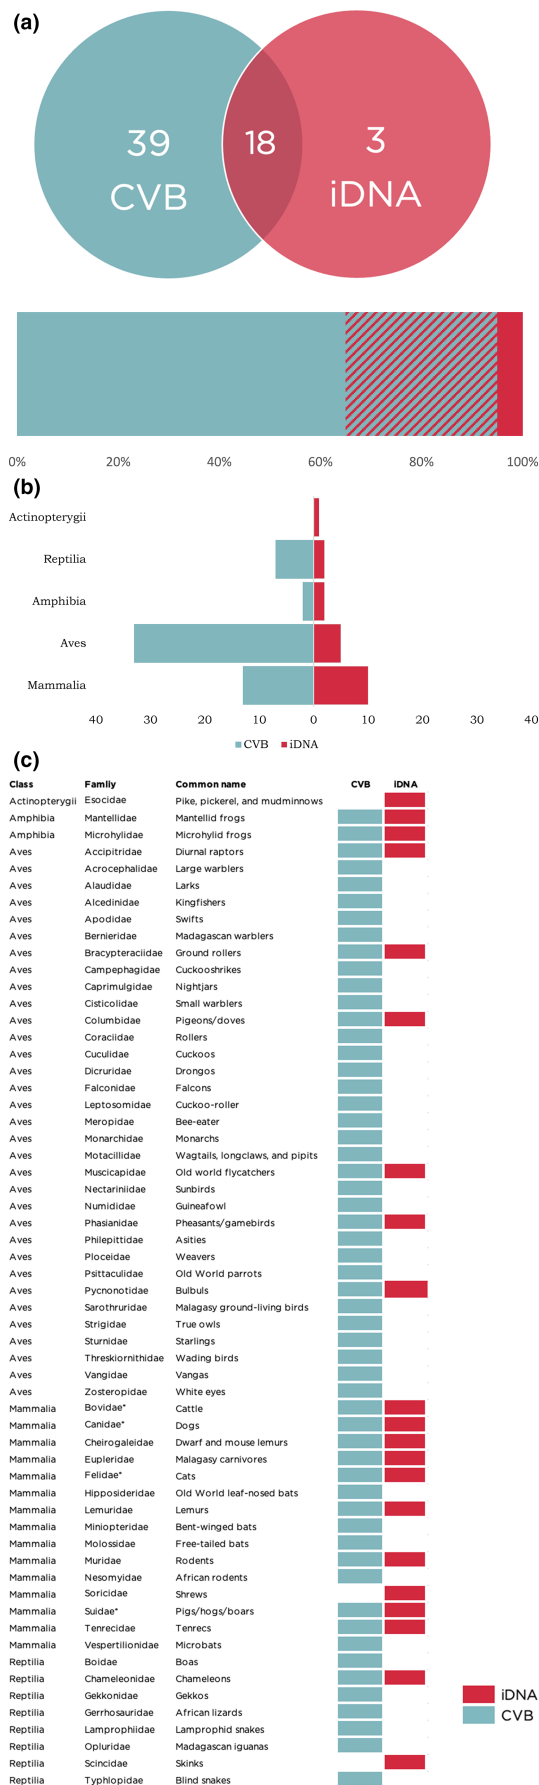 (a)
39 18 3
CVB iDNA
0% 20% 40% 60% 80% 100%
(b)
Actinopterygii
Reptilia
Amphibia
Aves
Mammalia
40 30 20 10 0 10 20 30 40
CVB iDNA
(c)
Class Famliy Common name CVB iDNA
Actinopterygii Esocidae Pike, pickerel, and mudminnows
Amphibia Mantellidae Mantellid frogs
Amphibia Microhylidae Microhylid frogs
Aves Accipitridae Diurnal raptors
Aves Acrocephalidae Large warblers
Aves Alaudidae Larks
Aves Alcedinidae Kingfishers
Aves Apodidae Swifts
Aves Bernieridae Madagascan warblers
Aves Bracypteraciidae Ground rollers
Aves Campephagidae Cuckooshrikes
Aves Caprimulgidae Nightjars
Aves Cisticolidae Small warblers
Aves Columbidae Pigeons/doves
Aves Coraciidae Rollers
Aves Cuculidae Cuckoos
Aves Dicruridae Drongos
Aves Falconidae Falcons
Aves Leptosomidae Cuckoo-roller
Aves Meropidae Bee-eater
Aves Monarchidae Monarchs
Aves Motacillidae Wagtails, longclaws, and pipits
Aves Muscicapidae Old world flycatchers
Aves Nectariniidae Sunbirds
Aves Numididae Guineafowl
Aves Phasianidae Pheasants/gamebirds
Aves Philepittidae Asities
Aves Ploceidae Weavers
Aves Psittaculidae Old World parrots
Aves Pycnonotidae Bulbuls
Aves Sarothruridae Malagasy ground-living birds
Aves Strigidae True owls
Aves Sturnidae Starlings
Aves Threskiornithidae Wading birds
Aves Vangidae Vangas
Aves Zosteropidae White eyes
Mammalia Bovidae* Cattle
Mammalia Canidae* Dogs
Mammalia Cheirogaleidae Dwarf and mouse lemurs
Mammalia Eupleridae Malagasy carnivores
Mammalia Felidae* Cats
Mammalia Hipposideridae Old World leaf-nosed bats
Mammalia Lemuridae Lemurs
Mammalia Miniopteridae Bent-winged bats
Mammalia Molossidae Free-tailed bats
Mammalia Muridae Rodents
Mammalia Nesomyidae African rodents
Mammalia Soricidae Shrews
Mammalia Suidae* Pigs/hogs/boars
Mammalia Tenrecidae Tenrecs
Mammalia Vespertilionidae Microbats
Reptilia Boidae Boas
Reptilia Chameleonidae Chameleons
Reptilia Gekkonidae Gekkos
Reptilia Gerrhosauridae African lizards
Reptilia Lamprophiidae Lamprophid snakes
Reptilia Opluridae Madagascan iguanas
Reptilia Scincidae Skinks
Reptilia Typhlopidae Blind snakes
iDNA
CVB